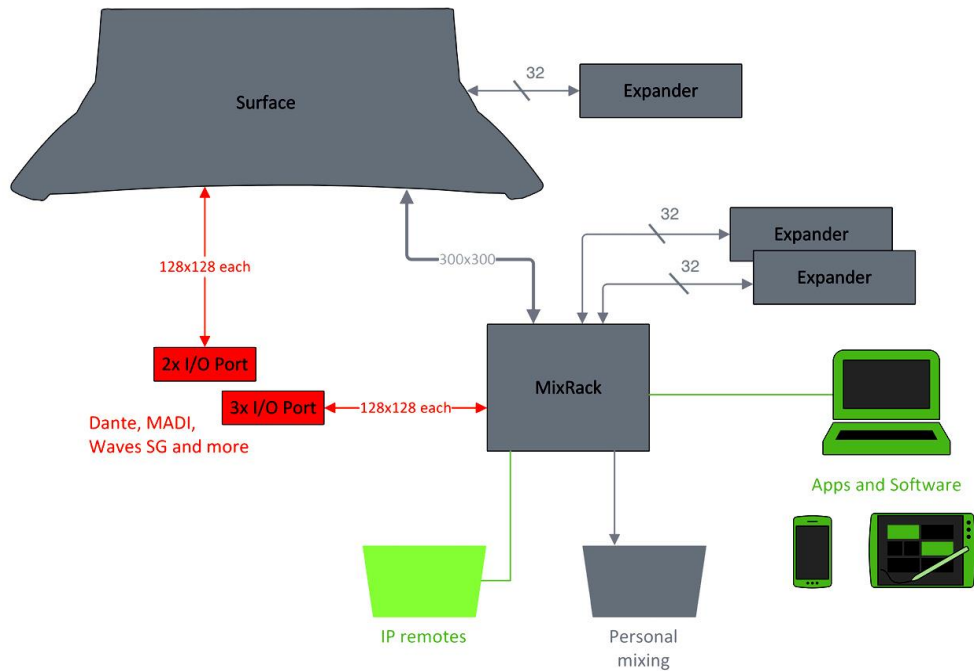 32
Surface
Expander
32
Expander
128x128 each
300x300
32
Expander
2x I/O Port
MixRack
3x I/O Port
128x128 each
Dante, MADI,
Waves SG and more
Apps and Software
IP remotes
Personal
mixing